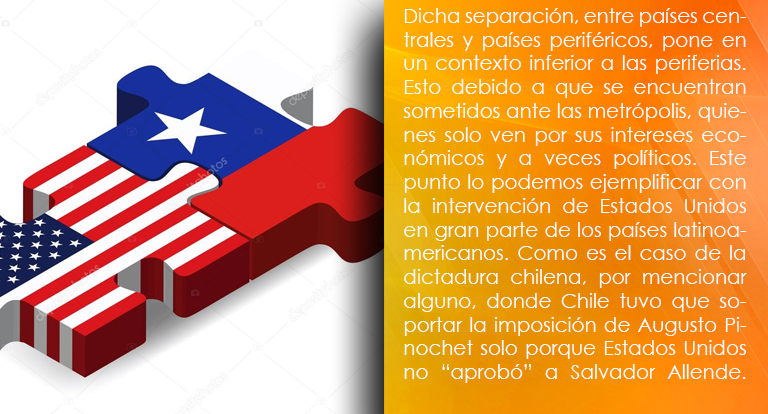 Dicha separación, entre países cen-
trales y países periféricos, pone en
un contexto inferior a las periferias.
Esto debido a que se encuentran
sometidos ante las metrópolis, quie-
nes solo ven por sus intereses eco-
nómicos y a veces políticos. Este
punto lo podemos ejemplificar con
la intervención de Estados Unidos
en gran parte de los países latinoa-
mericanos. Como es el caso de la
dictadura chilena, por mencionar
alguno, donde Chile tuvo que so-
portar la imposición de Augusto Pi-
nochet solo porque Estados Unidos
no “aprobó” a Salvador Allende.